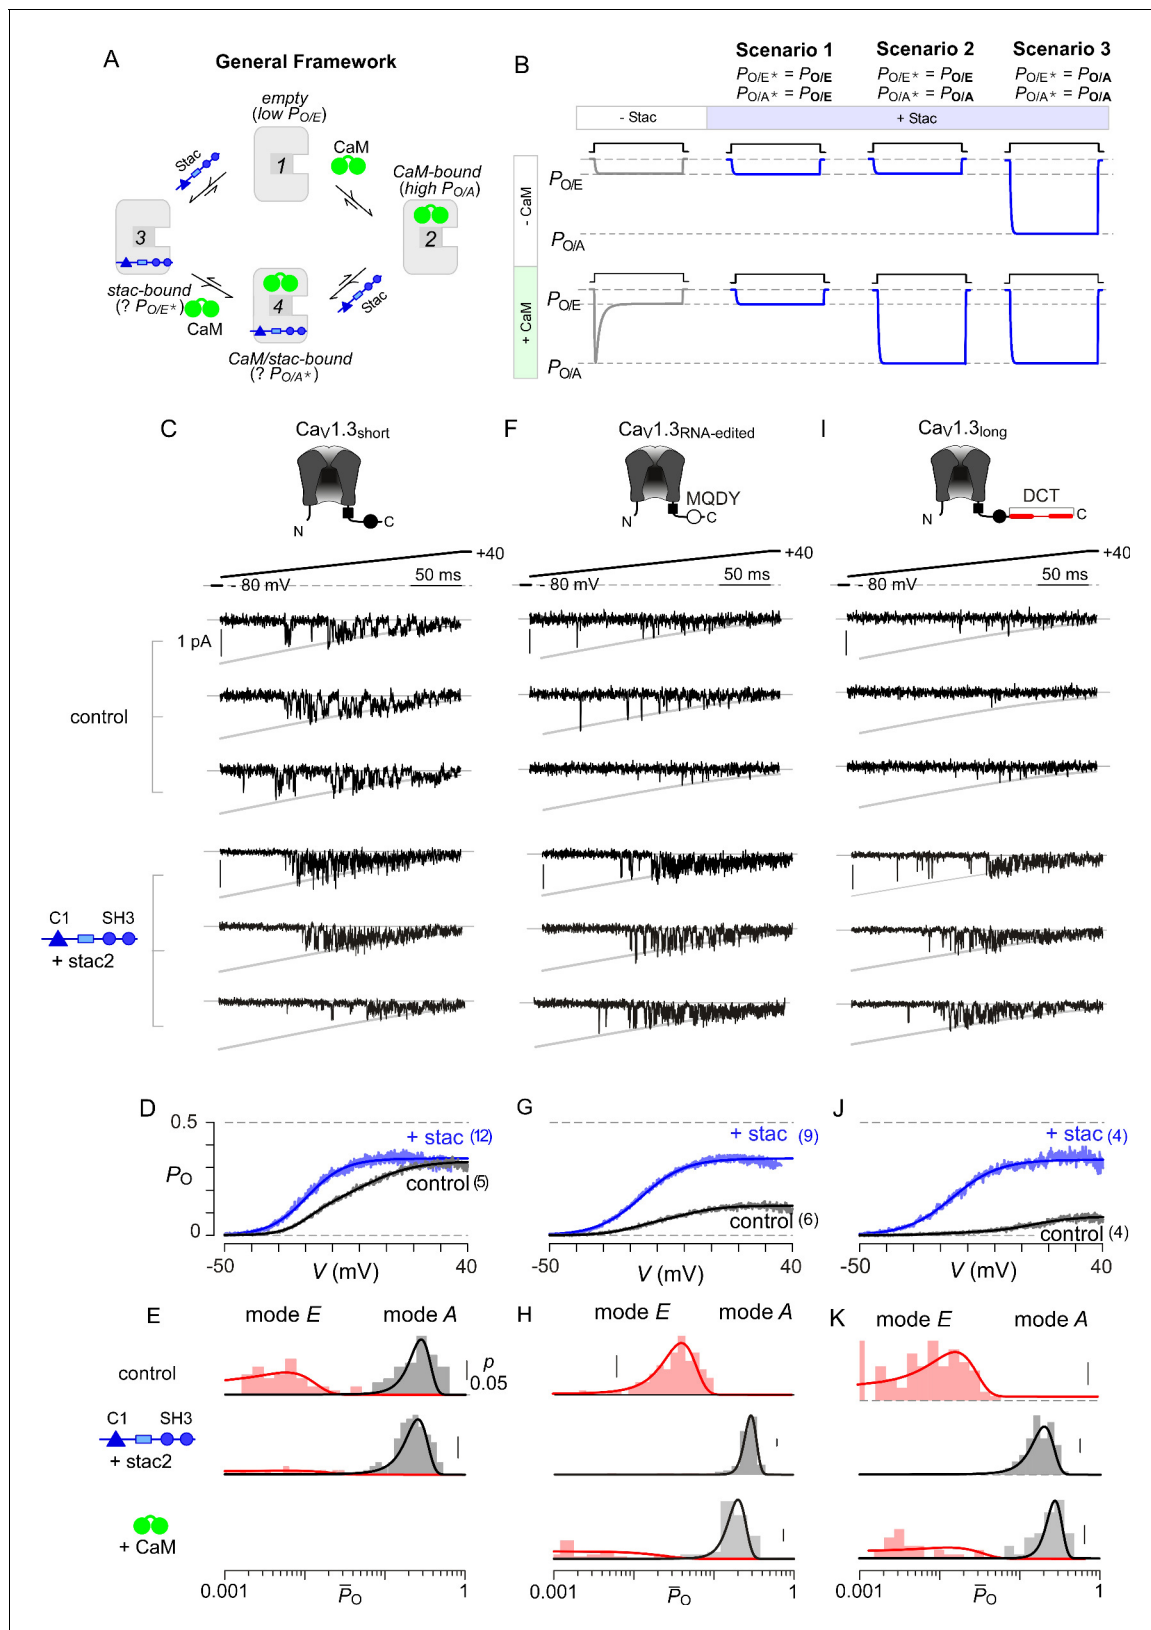 A
General Framework
empty
(low PO/E)
Stac
CaM
1
CaM-bound
(high PO/A)
3
2
stac-bound
(? PO/E*)
CaM
4
Stac
CaM/stac-bound
(? PO/A*)
B
Scenario 1
Scenario 2
Scenario 3
PO/E* = PO/E
PO/E* = PO/E
PO/E* = PO/A
PO/A* = PO/E
PO/A* = PO/A
PO/A* = PO/A
- Stac
+ Stac
- CaM
PO/E
PO/A
+ CaM
PO/E
PO/A
C
CaV1.3short
N
C
F
CaV1.3RNA-edited
MQDY
N
C
I
CaV1.3long
DCT
N
C
+40
- 80 mV
50 ms
+40
- 80 mV
50 ms
+40
- 80 mV
50 ms
1 pA
control
C1
SH3
+ stac2
D
0.5
PO
0
+ stac (12)
control (5)
-50
V (mV)
40
G
+ stac (9)
control (6)
-50
V (mV)
40
J
+ stac (4)
control (4)
-50
V (mV)
40
E
mode E
mode A
H
mode E
mode A
K
mode E
mode A
control
p
0.05
C1
SH3
+ stac2
+ CaM
0.001
P̅O
1
0.001
P̅O
1
0.001
P̅O
1